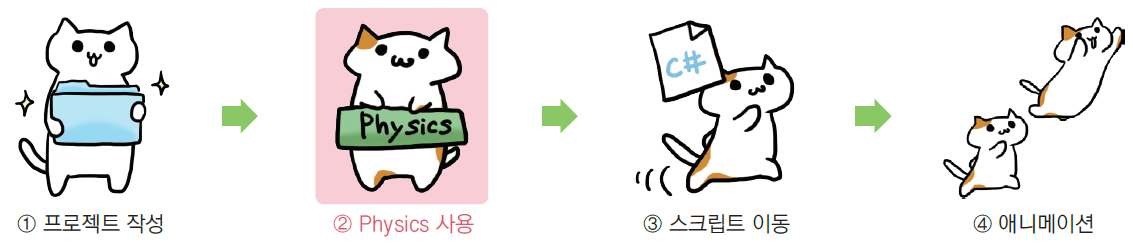 Physics
C#
① 프로젝트 작성
② Physics 사용
③ 스크립트 이동
④ 애니메이션